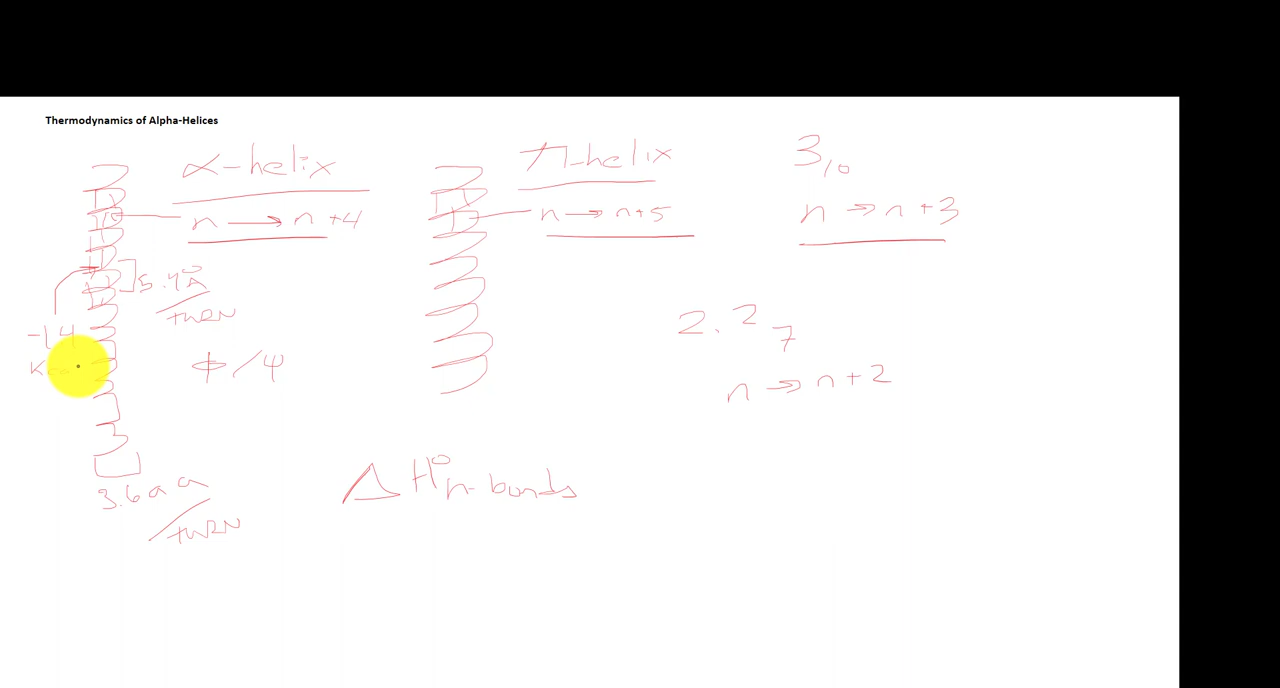 Thermodynamics of Alpha-Helices
α-helix
n → n+4
5.4Å
/TURN
-14
φ/ψ
3.6 aa
/TURN
π-helix
n → n+5
3₁₀
n → n+3
2.2₇
n → n+2
ΔH°h-bonds